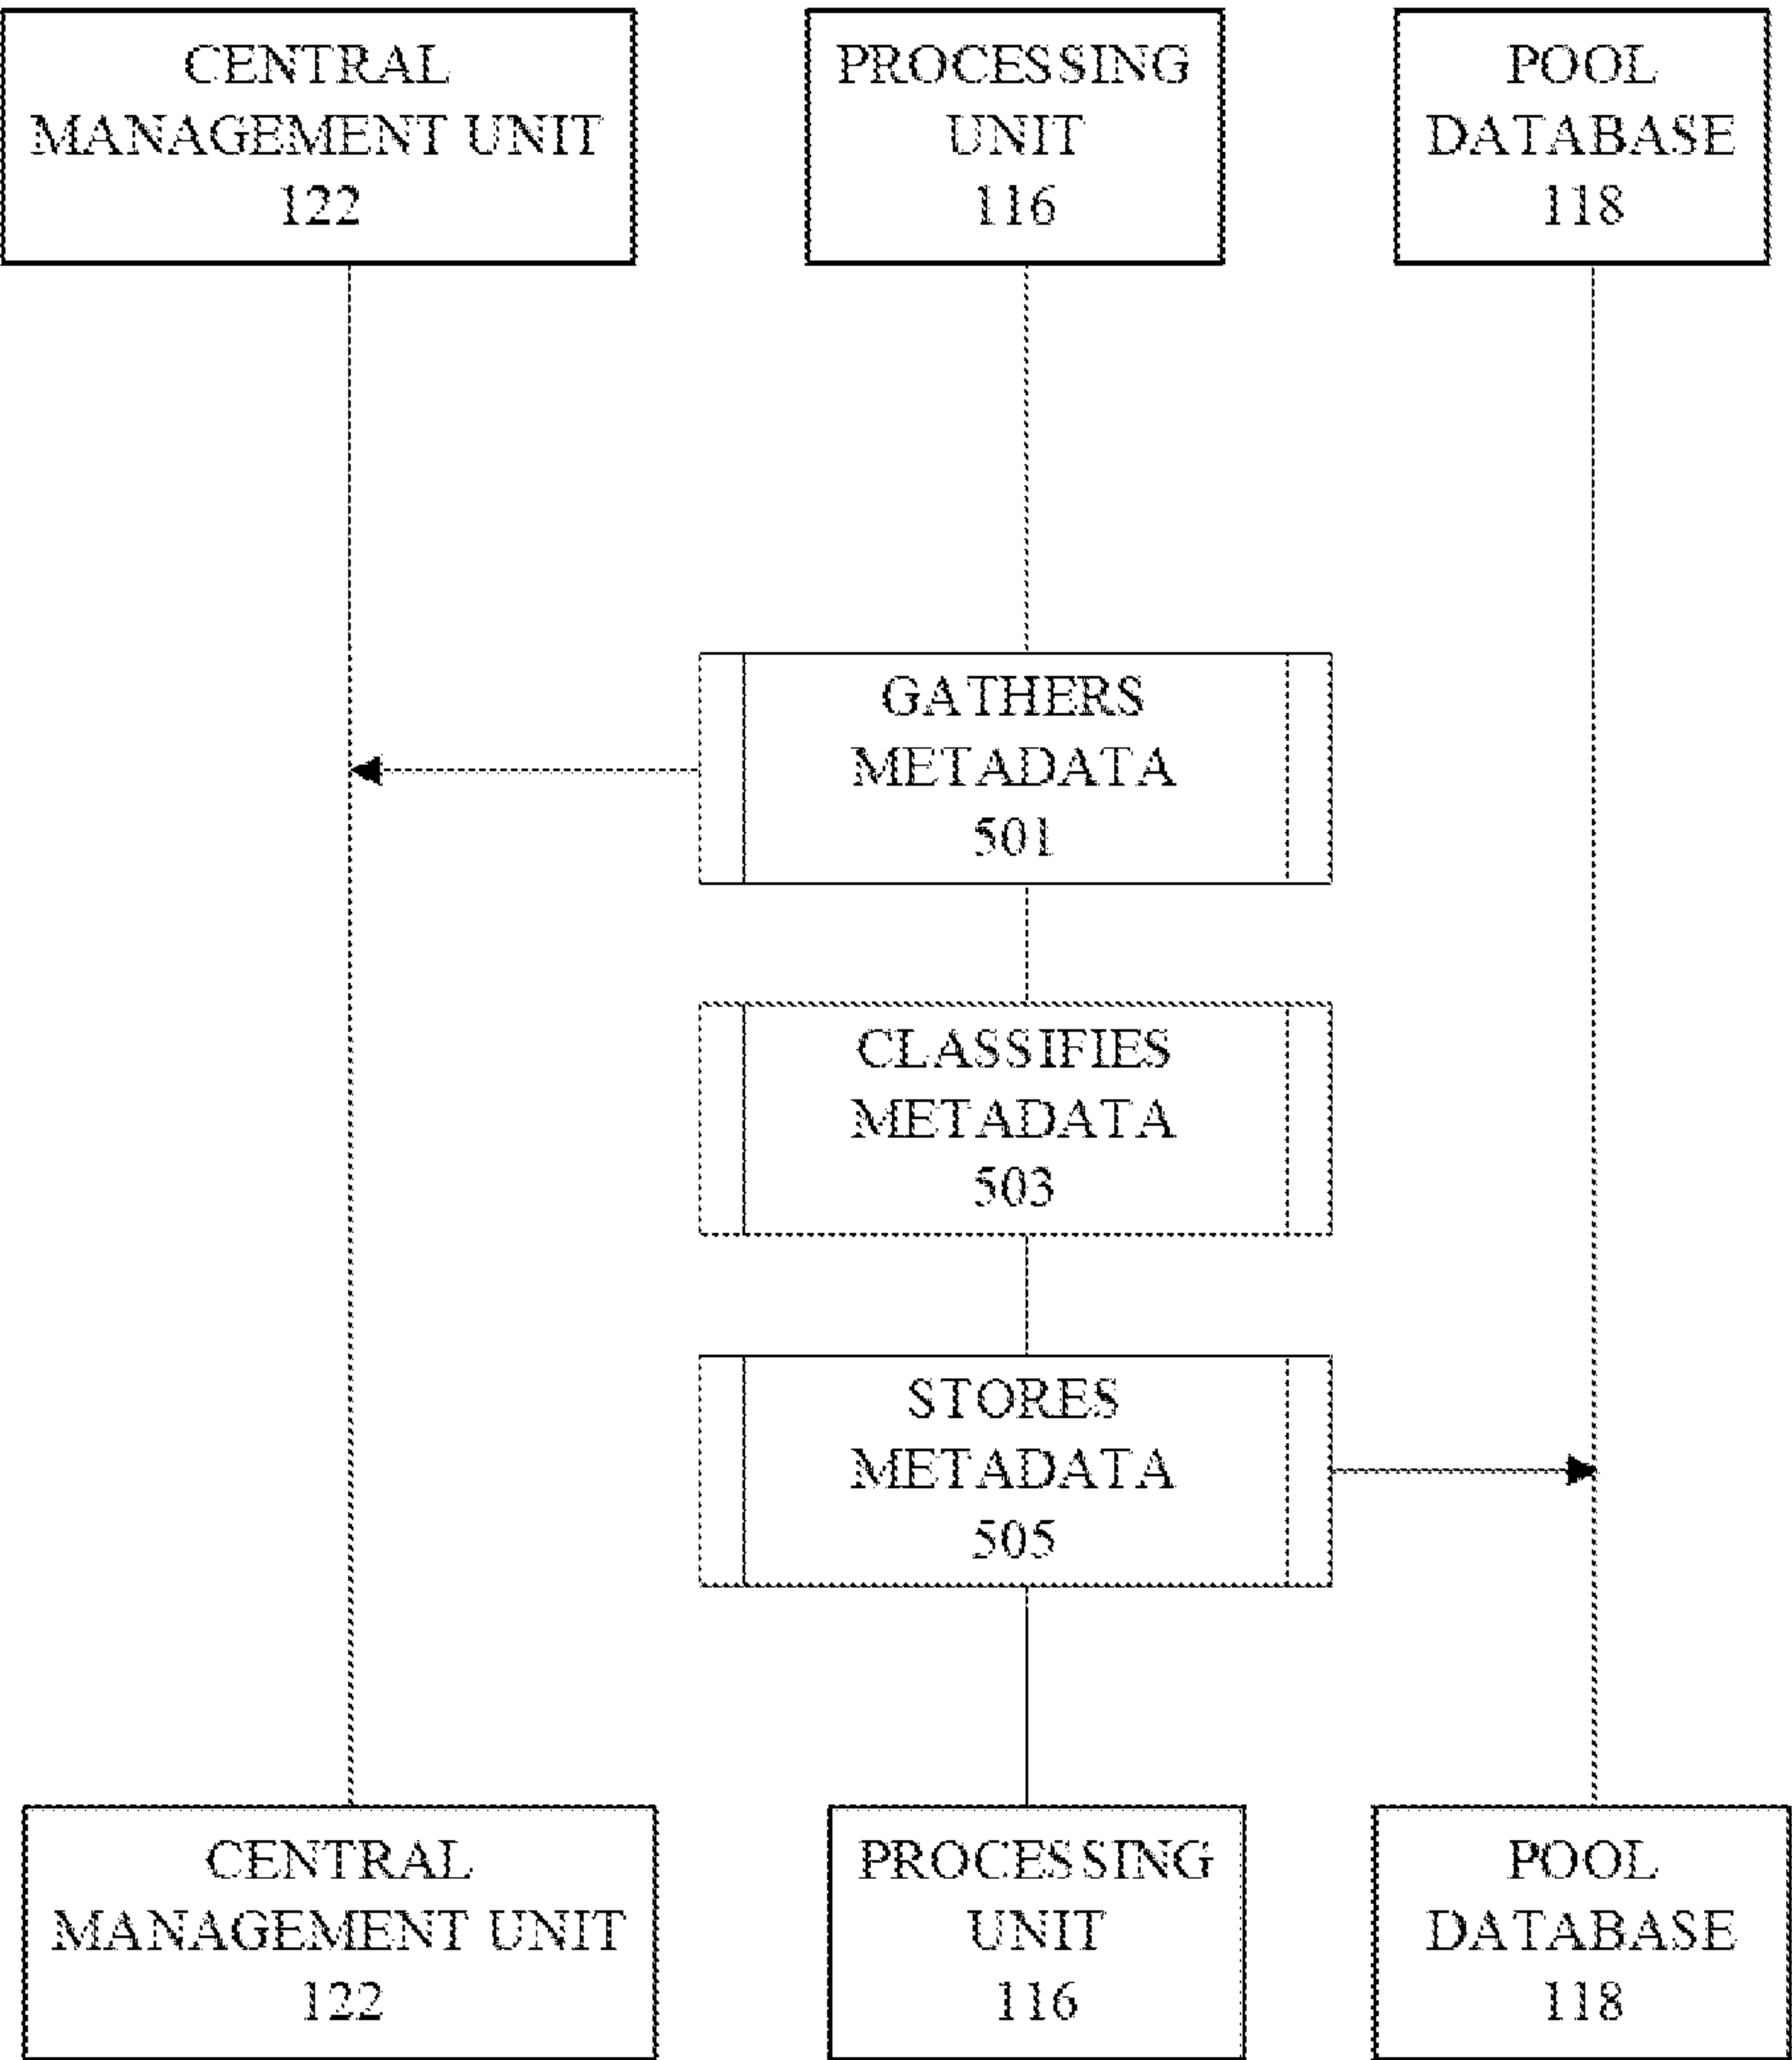 CENTRAL
MANAGEMENT UNIT
122
PROCESSING
UNIT
116
POOL
DATABASE
118
GATHERS
METADATA
501
CLASSIFIES
METADATA
503
STORES
METADATA
505
CENTRAL
MANAGEMENT UNIT
122
PROCESSING
UNIT
116
POOL
DATABASE
118